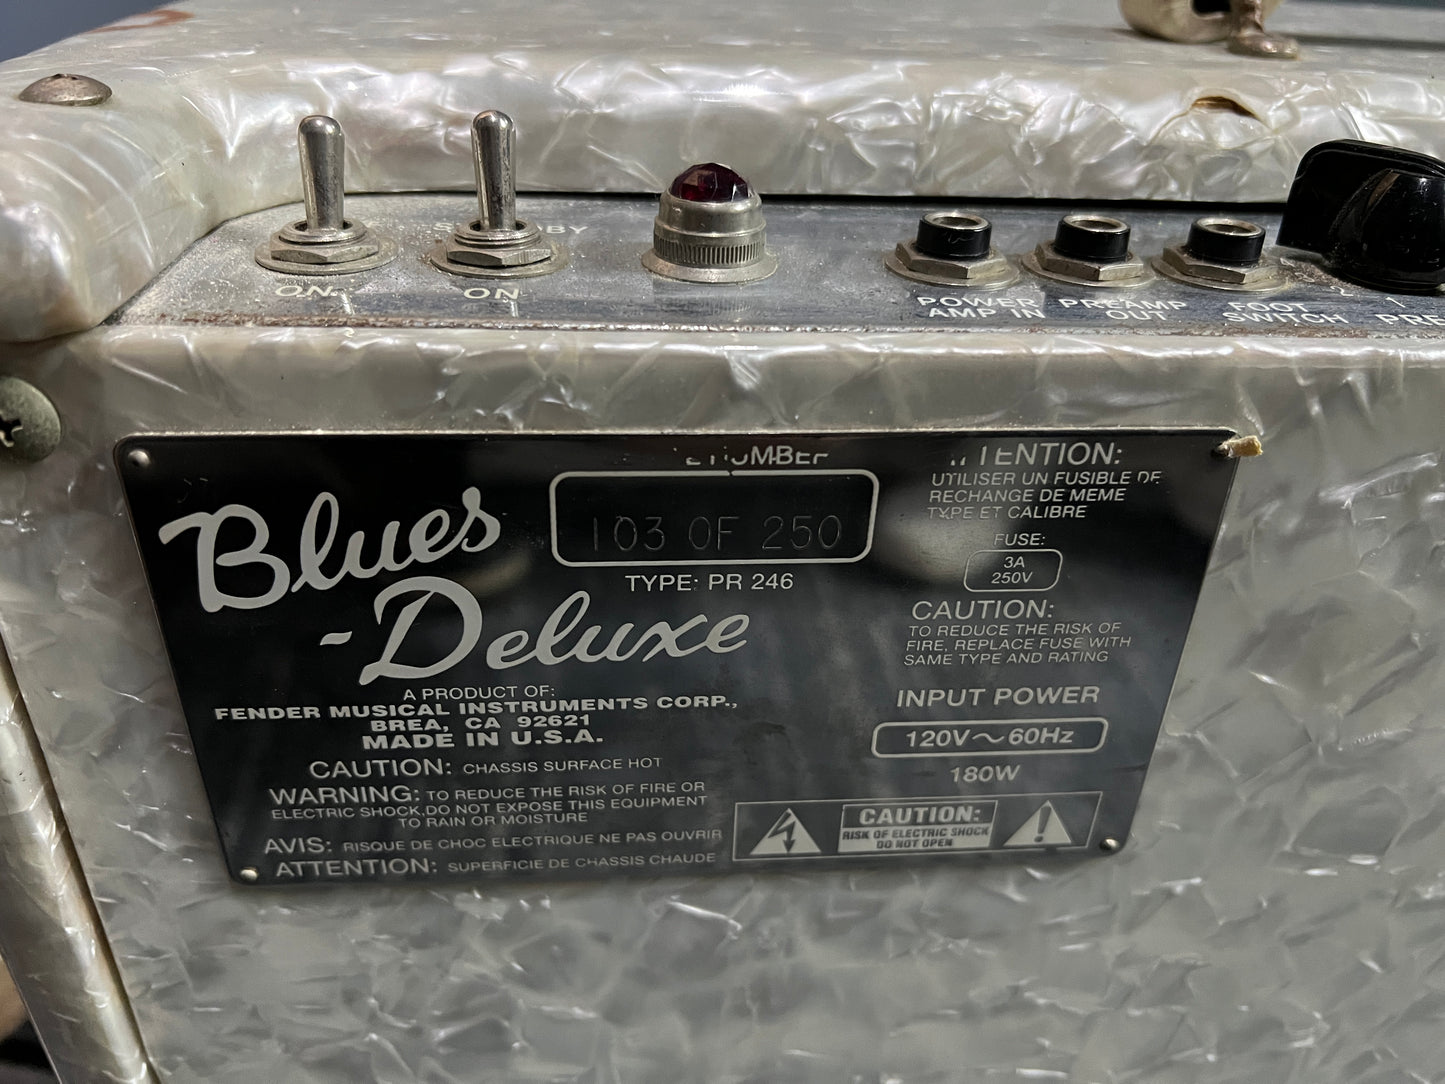 ON
ON
POWER
AMP IN
PREAMP
OUT
FOOT
SWITCH
2
1
Blues
-Deluxe
103 OF 250
TYPE: PR 246
A PRODUCT OF:
FENDER MUSICAL INSTRUMENTS CORP.,
BREA, CA 92621
MADE IN U.S.A.
CAUTION: CHASSIS SURFACE HOT
WARNING: TO REDUCE THE RISK OF FIRE OR
ELECTRIC SHOCK,DO NOT EXPOSE THIS EQUIPMENT
TO RAIN OR MOISTURE
AVIS: RISQUE DE CHOC ELECTRIQUE NE PAS OUVRIR
ATTENTION: SUPERFICIE DE CHASSIS CHAUDE
ATTENTION:
UTILISER UN FUSIBLE DE
RECHANGE DE MEME
TYPE ET CALIBRE
FUSE:
3A
250V
CAUTION:
TO REDUCE THE RISK OF
FIRE, REPLACE FUSE WITH
SAME TYPE AND RATING
INPUT POWER
120V~60Hz
180W
CAUTION:
RISK OF ELECTRIC SHOCK
DO NOT OPEN